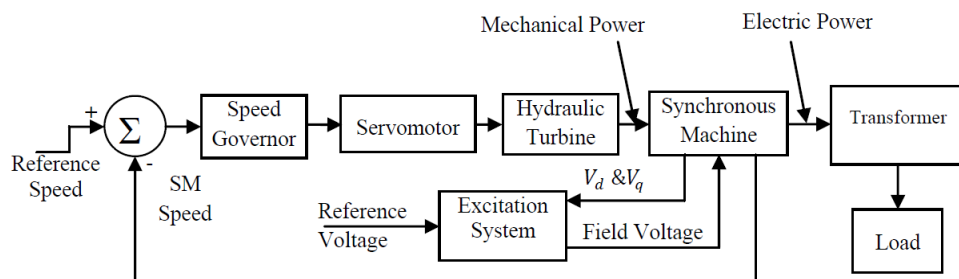 Mechanical Power
Electric Power
+
Σ
-
Reference
Speed
SM
Speed
Speed
Governor
Servomotor
Hydraulic
Turbine
Synchronous
Machine
Transformer
V_d &V_q
Reference
Voltage
Excitation
System
Field Voltage
Load